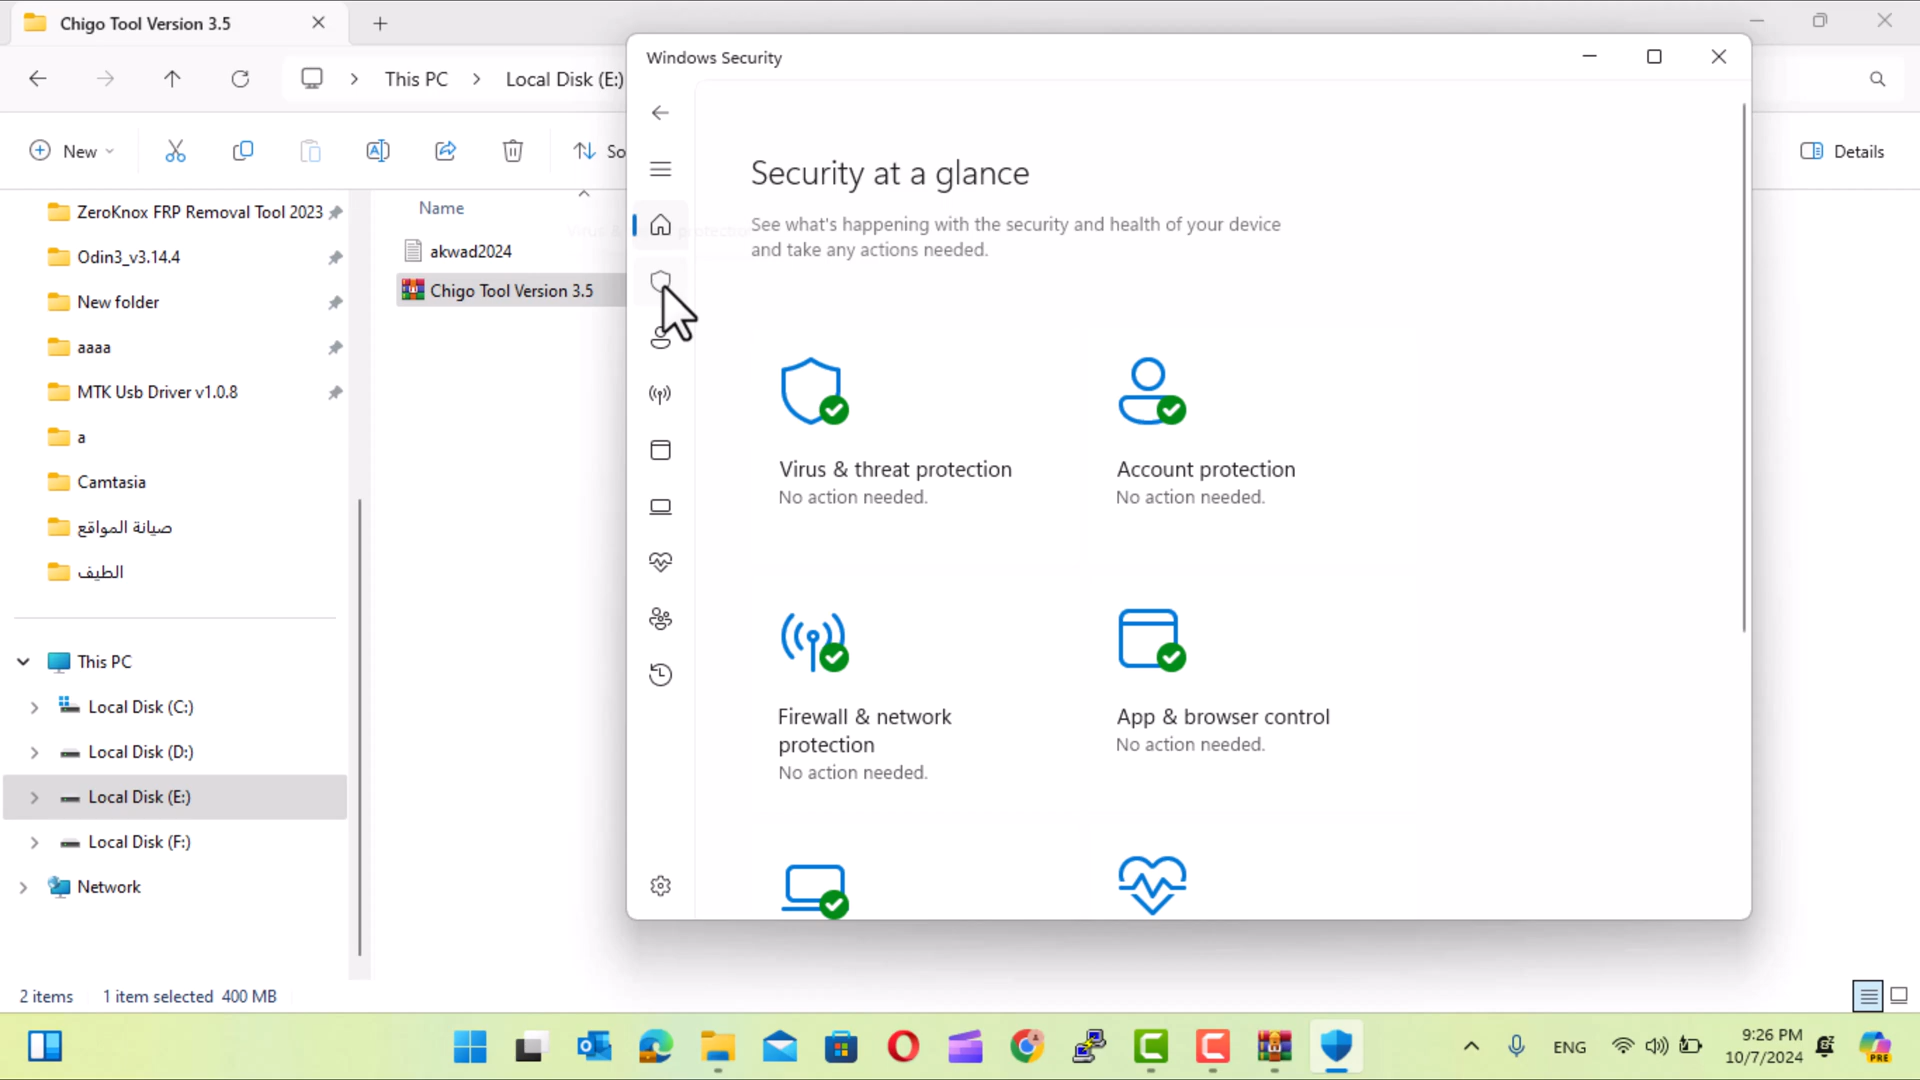 Chigo Tool Version 3.5
This PC
Local Disk (E:)
New
So
Details
ZeroKnox FRP Removal Tool 2023
Odin3_v3.14.4
New folder
aaaa
MTK Usb Driver v1.0.8
a
Camtasia
صيانة المواقع
الطيف
This PC
Local Disk (C:)
Local Disk (D:)
Local Disk (E:)
Local Disk (F:)
Network
Name
akwad2024
Chigo Tool Version 3.5
Windows Security
Security at a glance
See what's happening with the security and health of your device
and take any actions needed.
Virus & threat protection
No action needed.
Account protection
No action needed.
Firewall & network
protection
No action needed.
App & browser control
No action needed.
2 items 1 item selected 400 MB
ENG
9:26 PM
10/7/2024
PRE